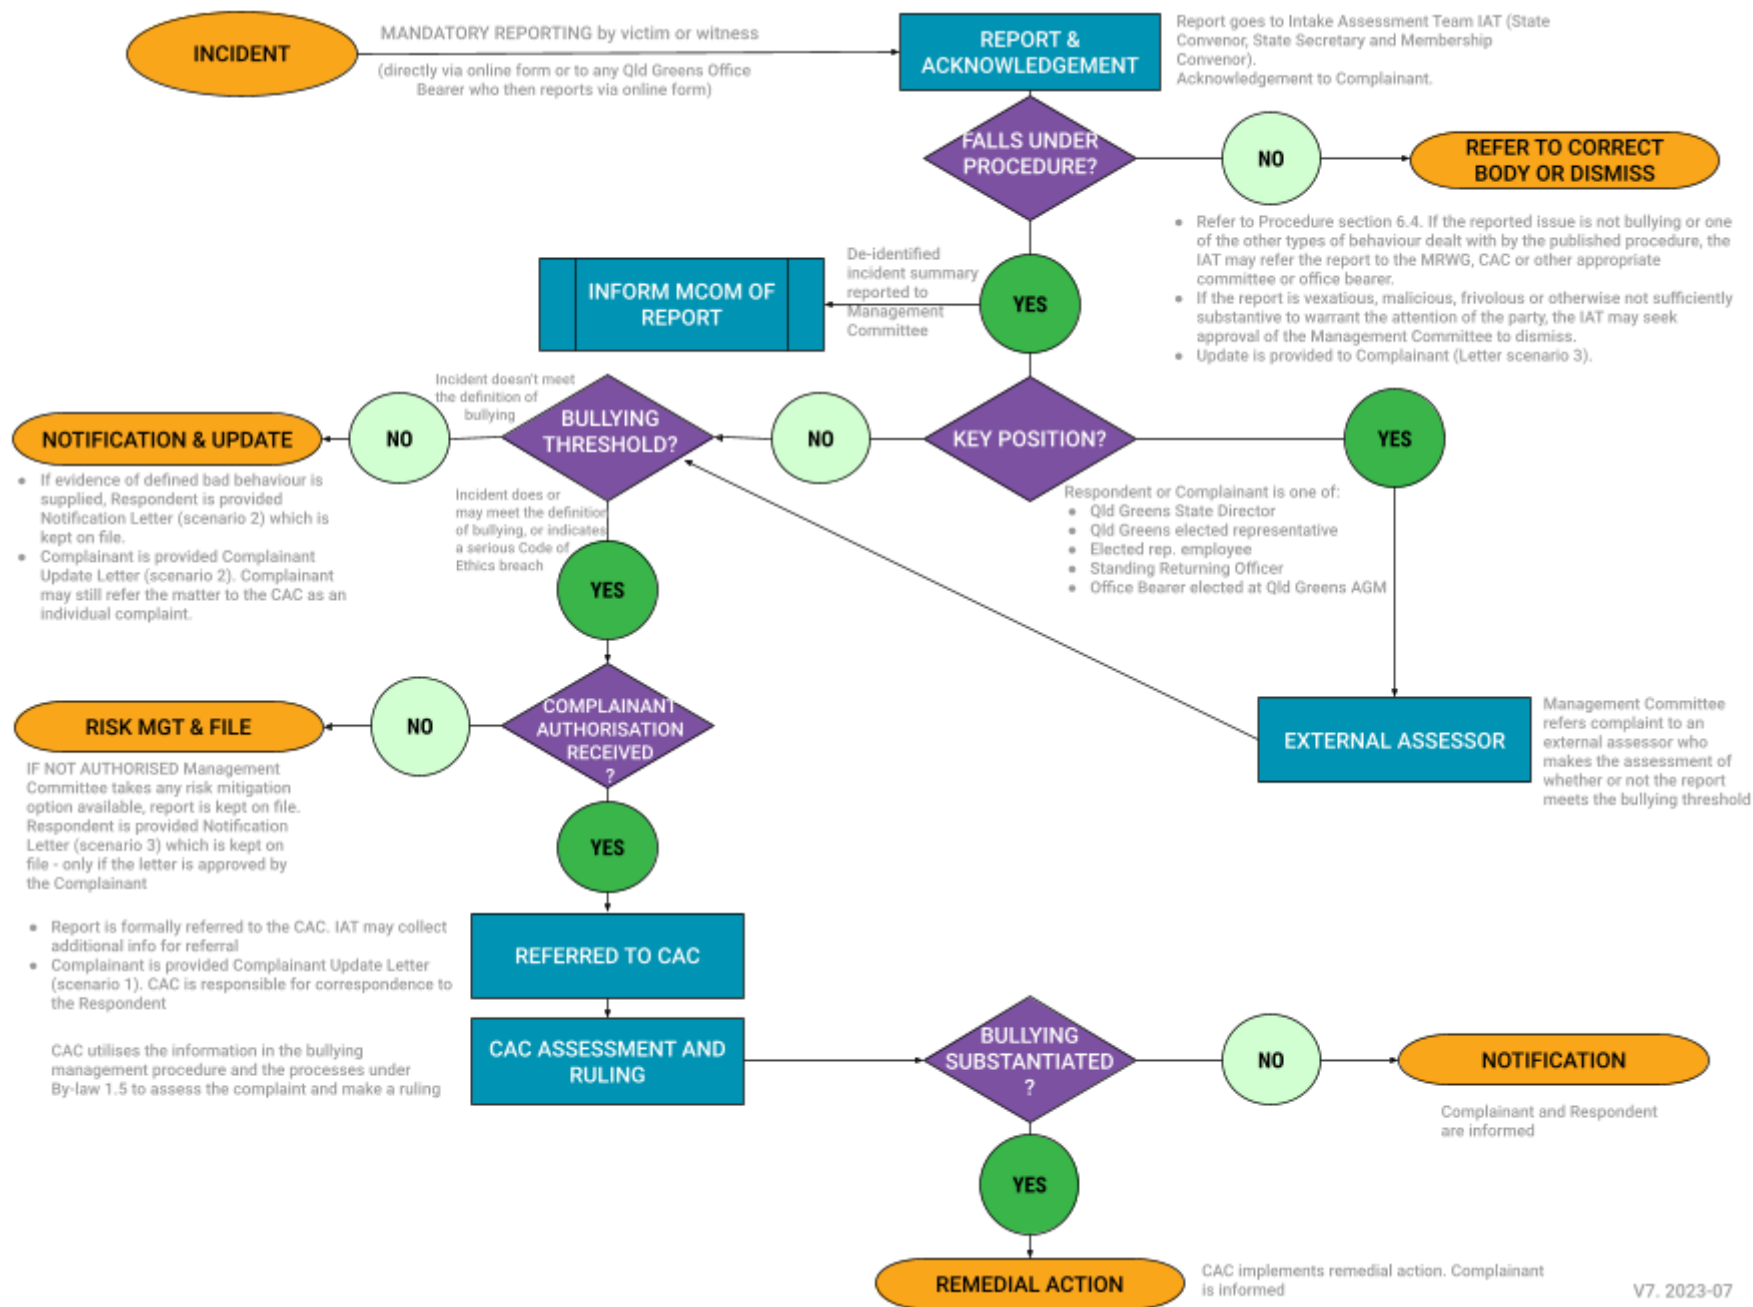 INCIDENT
MANDATORY REPORTING by victim or witness
(directly via online form or to any Qld Greens Office
Bearer who then reports via online form)
REPORT &
ACKNOWLEDGEMENT
Report goes to Intake Assessment Team IAT (State
Convenor, State Secretary and Membership
Convenor).
Acknowledgement to Complainant.
FALLS UNDER
PROCEDURE?
NO
REFER TO CORRECT
BODY OR DISMISS
● Refer to Procedure section 6.4. If the reported issue is not bullying or one
of the other types of behaviour dealt with by the published procedure, the
IAT may refer the report to the MRWG, CAC or other appropriate
committee or office bearer.
● If the report is vexatious, malicious, frivolous or otherwise not sufficiently
substantive to warrant the attention of the party, the IAT may seek
approval of the Management Committee to dismiss.
● Update is provided to Complainant (Letter scenario 3).
YES
De-identified
incident summary
reported to
Management
Committee
INFORM MCOM OF
REPORT
KEY POSITION?
YES
NO
Respondent or Complainant is one of:
● Qld Greens State Director
● Qld Greens elected representative
● Elected rep. employee
● Standing Returning Officer
● Office Bearer elected at Qld Greens AGM
EXTERNAL ASSESSOR
Management Committee
refers complaint to an
external assessor who
makes the assessment of
whether or not the report
meets the bullying threshold
BULLYING
THRESHOLD?
Incident doesn't meet
the definition of
bullying
NO
NOTIFICATION & UPDATE
● If evidence of defined bad behaviour is
supplied, Respondent is provided
Notification Letter (scenario 2) which is
kept on file.
● Complainant is provided Complainant
Update Letter (scenario 2). Complainant
may still refer the matter to the CAC as an
individual complaint.
Incident does or
may meet the definition
of bullying, or indicates
a serious Code of
Ethics breach
YES
COMPLAINANT
AUTHORISATION
RECEIVED
?
NO
RISK MGT & FILE
IF NOT AUTHORISED Management
Committee takes any risk mitigation
option available, report is kept on file.
Respondent is provided Notification
Letter (scenario 3) which is kept on
file - only if the letter is approved by
the Complainant
YES
REFERRED TO CAC
● Report is formally referred to the CAC. IAT may collect
additional info for referral
● Complainant is provided Complainant Update Letter
(scenario 1). CAC is responsible for correspondence to
the Respondent
CAC ASSESSMENT AND
RULING
CAC utilises the information in the bullying
management procedure and the processes under
By-law 1.5 to assess the complaint and make a ruling
BULLYING
SUBSTANTIATED
?
NO
NOTIFICATION
Complainant and Respondent
are informed
YES
REMEDIAL ACTION
CAC implements remedial action. Complainant
is informed
V7. 2023-07